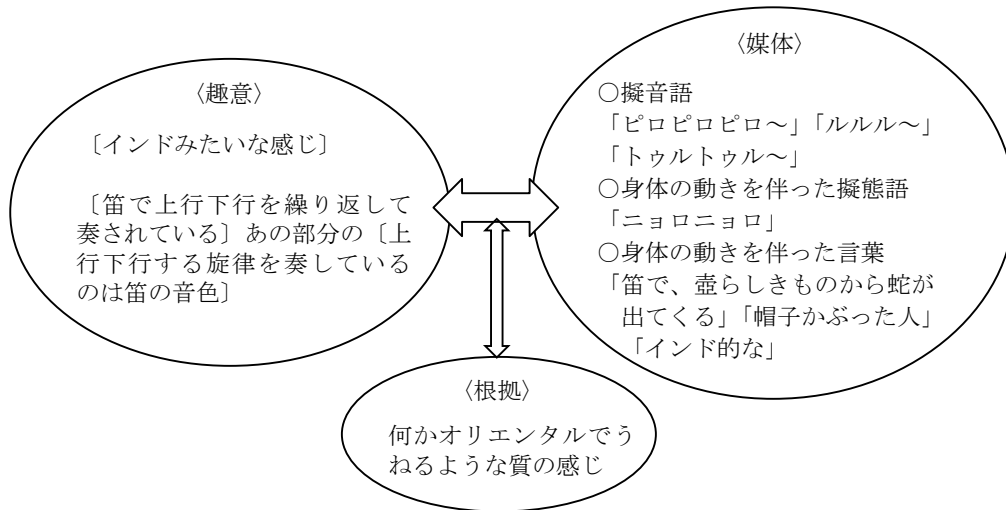 〈趣意〉
〔インドみたいな感じ〕
〔笛で上行下行を繰り返して
奏されている〕あの部分の〔上
行下行する旋律を奏している
のは笛の音色〕
〈媒体〉
○擬音語
「ピロピロピロ～」「ルルル～」
「トゥルトゥル～」
○身体の動きを伴った擬態語
「ニョロニョロ」
○身体の動きを伴った言葉
「笛で、壺らしきものから蛇が
出てくる」「帽子かぶった人」
「インド的な」
〈根拠〉
何かオリエンタルでう
ねるような質の感じ